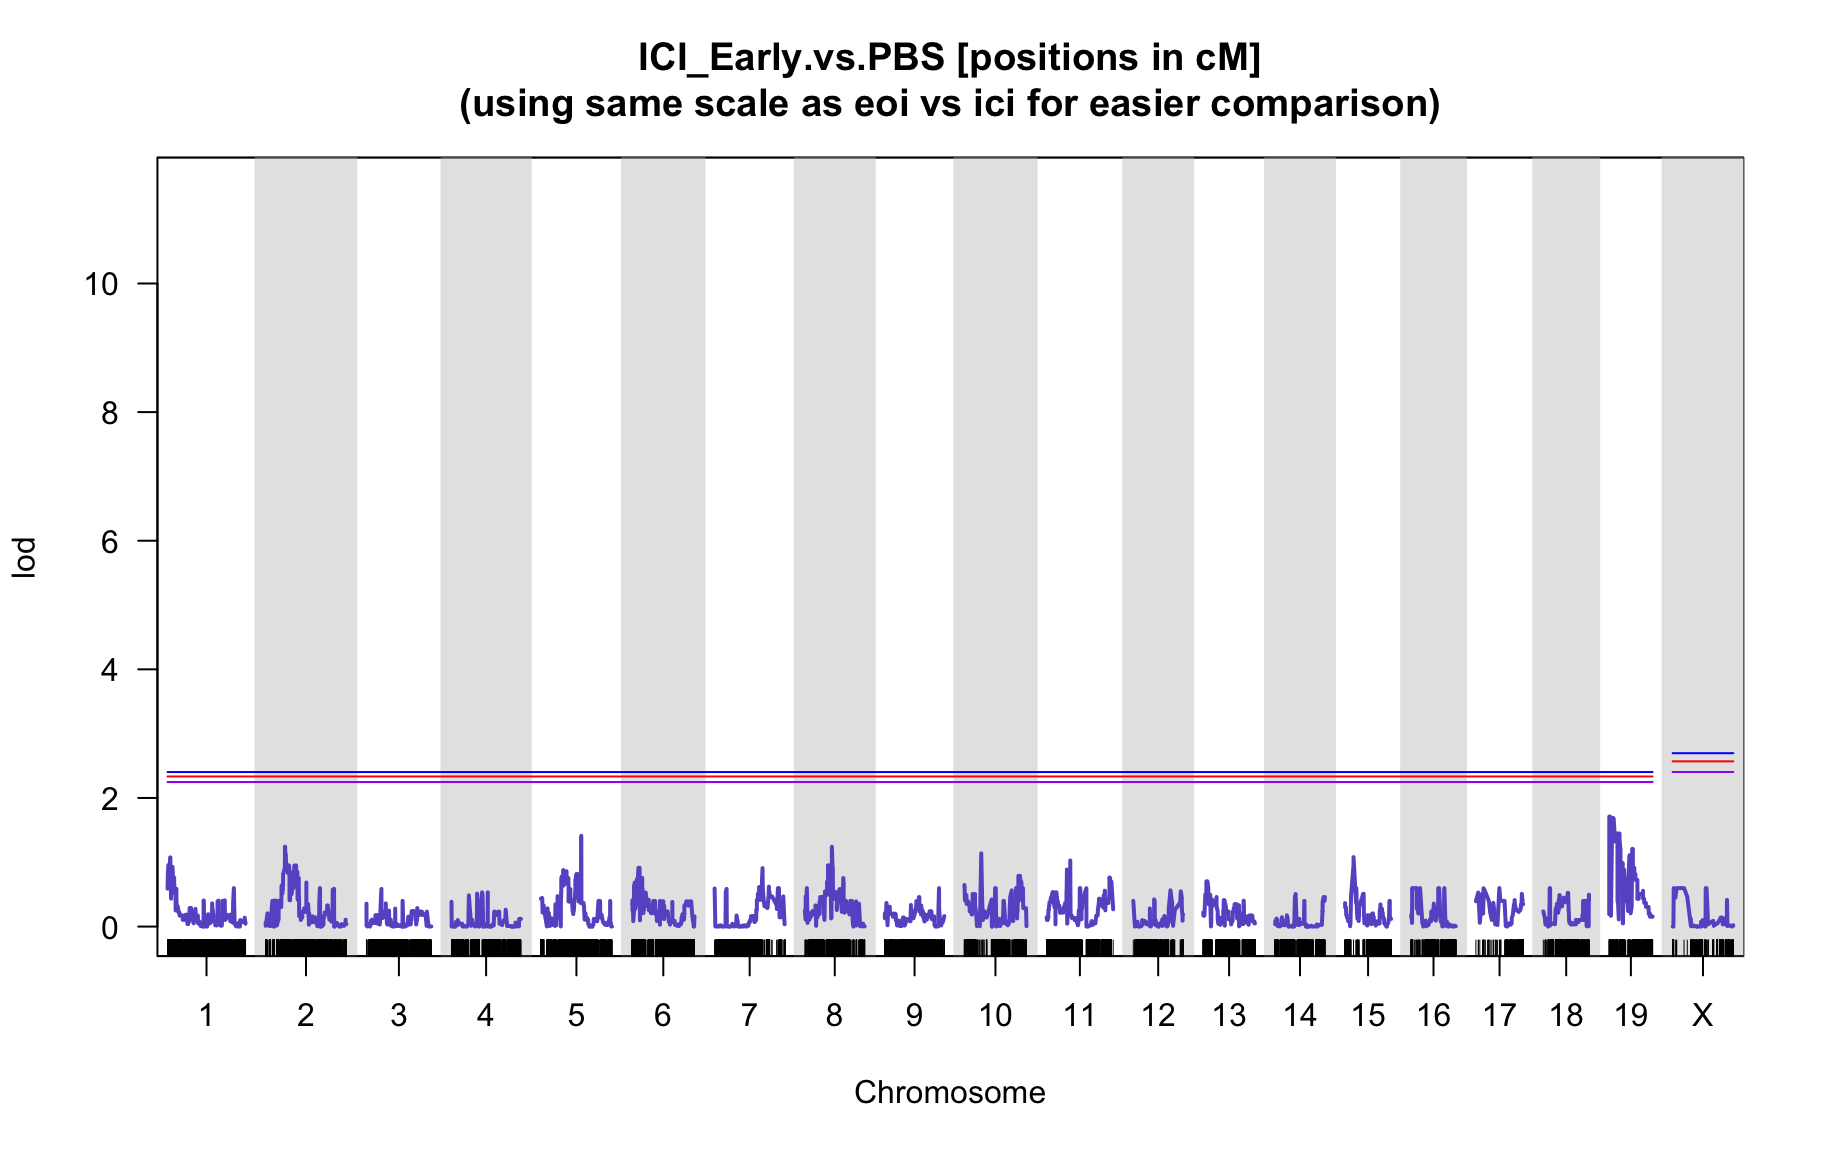 ICI_Early.vs.PBS [positions in cM]
(using same scale as eoi vs ici for easier comparison)
10
8
6
4
2
0
lod
1 2 3 4 5 6 7 8 9 10 11 12 13 14 15 16 17 18 19 X
Chromosome